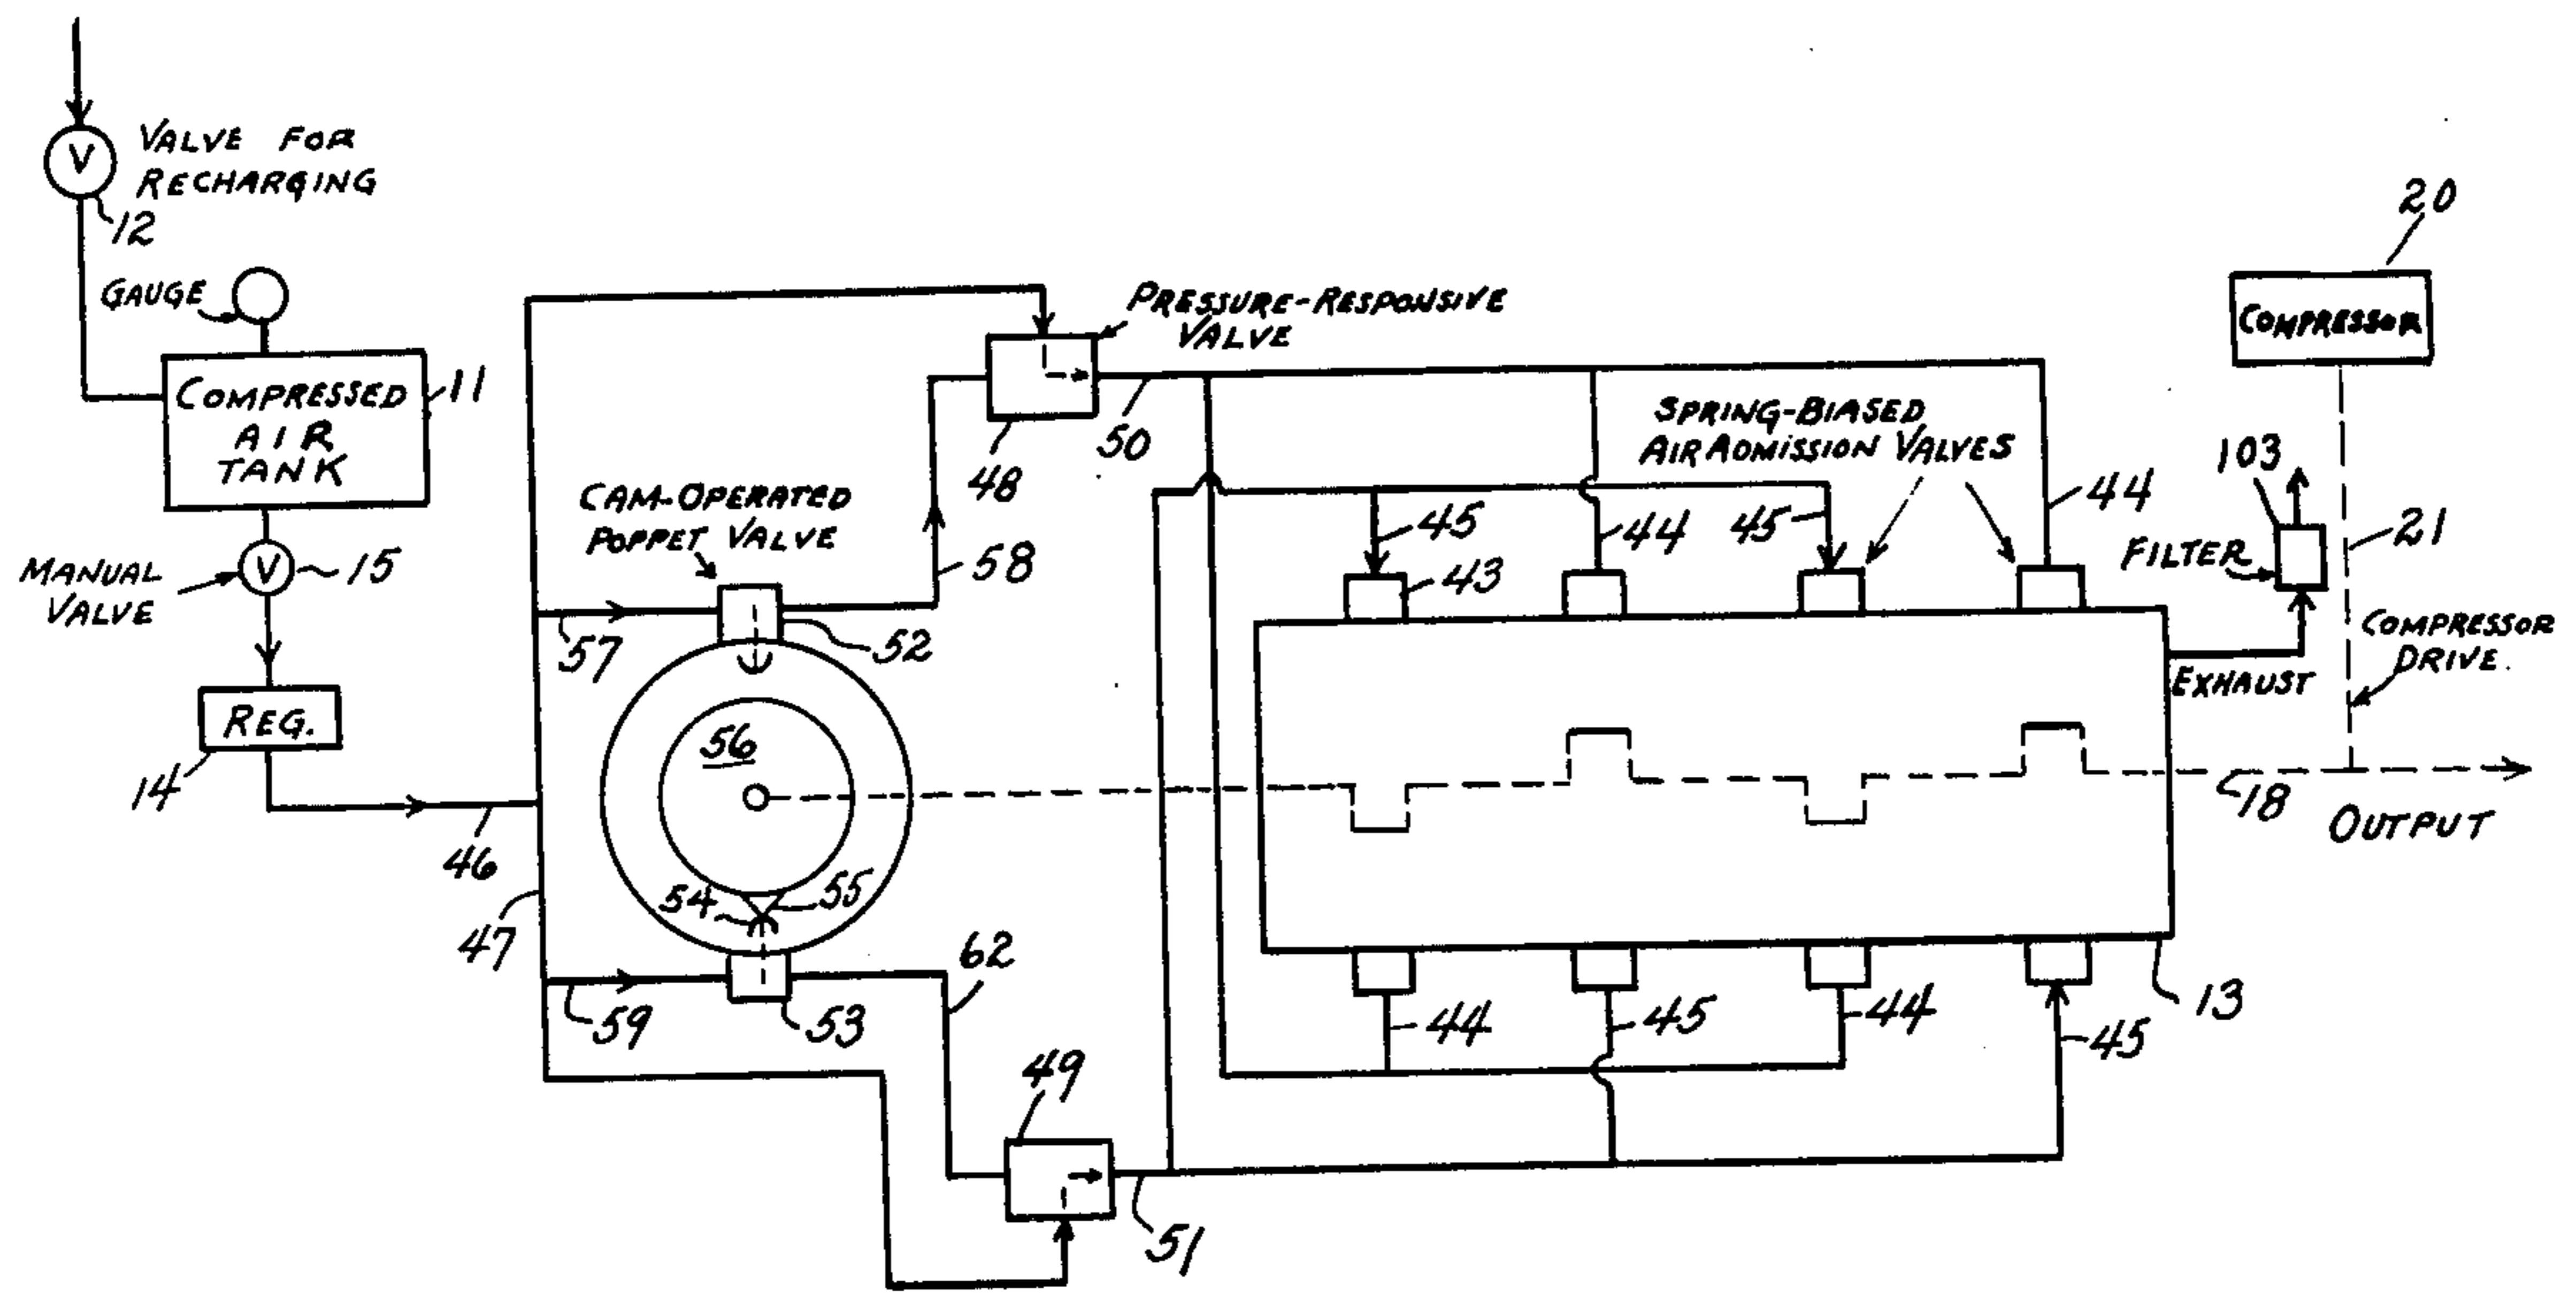 VALVE FOR
RECHARGING
12
GAUGE
COMPRESSED
AIR
TANK
11
V
V
MANUAL
VALVE
15
REG.
14
46
47
CAM-OPERATED
POPPET VALVE
57
52
58
56
54
55
59
53
62
PRESSURE-RESPONSIVE
VALVE
48
50
49
51
SPRING-BIASED
AIR ADMISSION VALVES
45
44
45
44
43
44
45
44
45
13
20
COMPRESSOR
103
21
FILTER
COMPRESSOR
DRIVE.
EXHAUST
18
OUTPUT